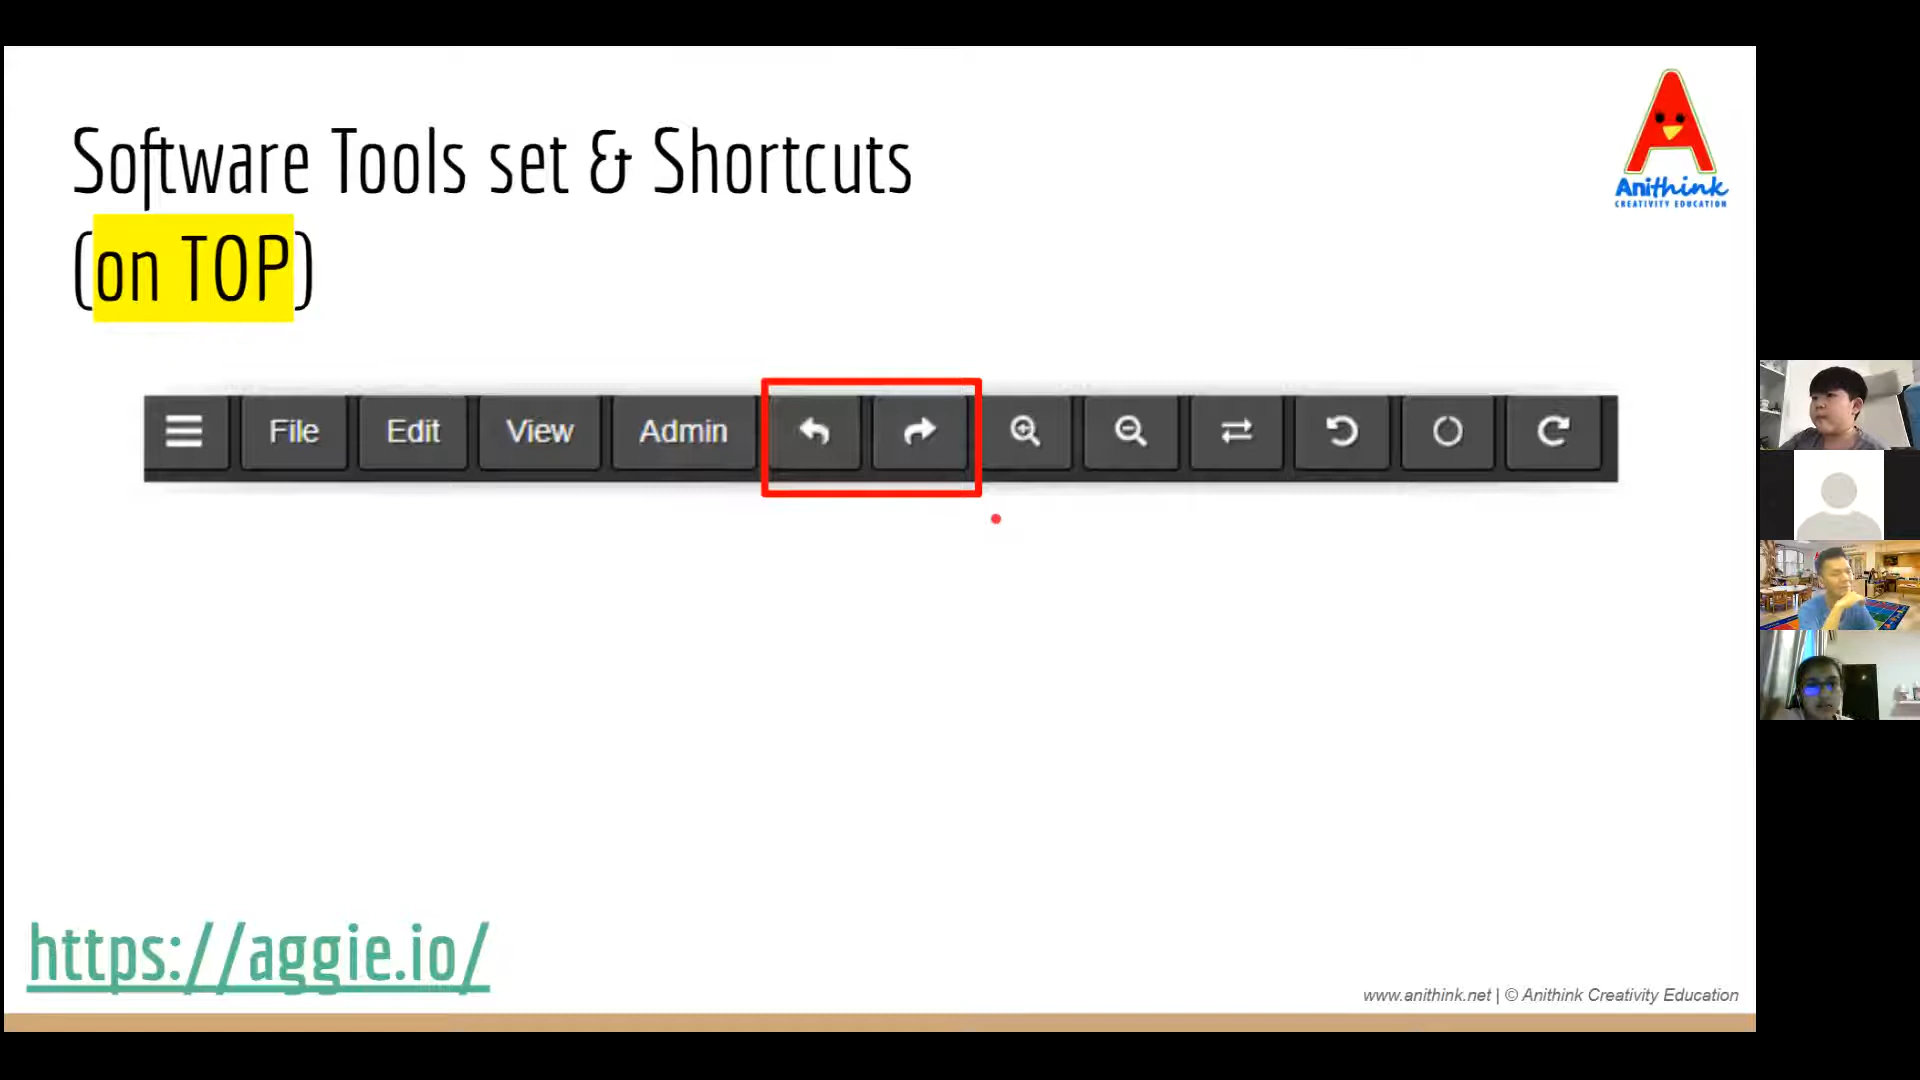 Software Tools set & Shortcuts
(on TOP)
Anithink
CREATIVITY EDUCATION
File Edit View Admin
https://aggie.io/
www.anithink.net | © Anithink Creativity Education